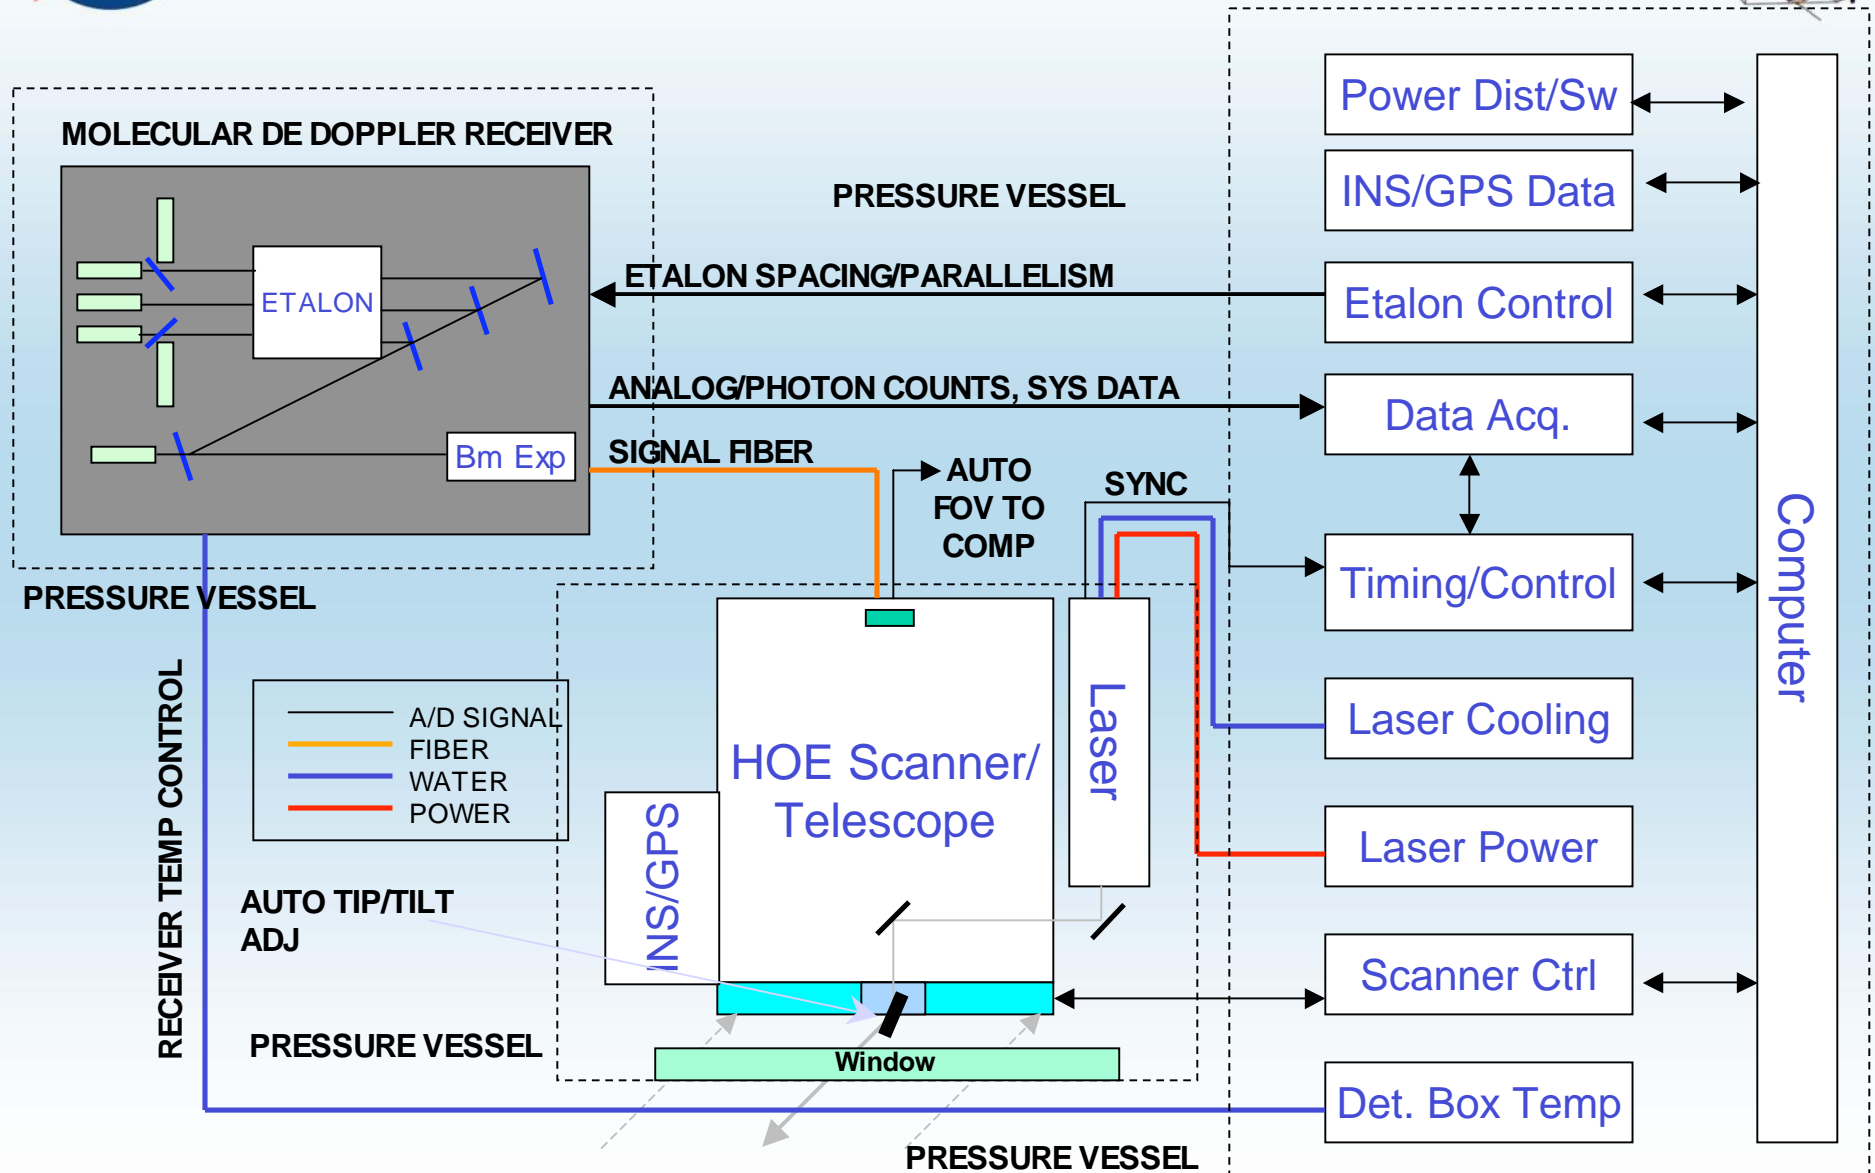 MOLECULAR DE DOPPLER RECEIVER
ETALON
Bm Exp
PRESSURE VESSEL
PRESSURE VESSEL
ETALON SPACING/PARALLELISM
ANALOG/PHOTON COUNTS, SYS DATA
SIGNAL FIBER
AUTO
FOV TO
COMP
SYNC
RECEIVER TEMP CONTROL
A/D SIGNAL
FIBER
WATER
POWER
AUTO TIP/TILT
ADJ
PRESSURE VESSEL
INS/GPS
HOE Scanner/
Telescope
Laser
Window
PRESSURE VESSEL
Power Dist/Sw
INS/GPS Data
Etalon Control
Data Acq.
Timing/Control
Laser Cooling
Laser Power
Scanner Ctrl
Det. Box Temp
Computer